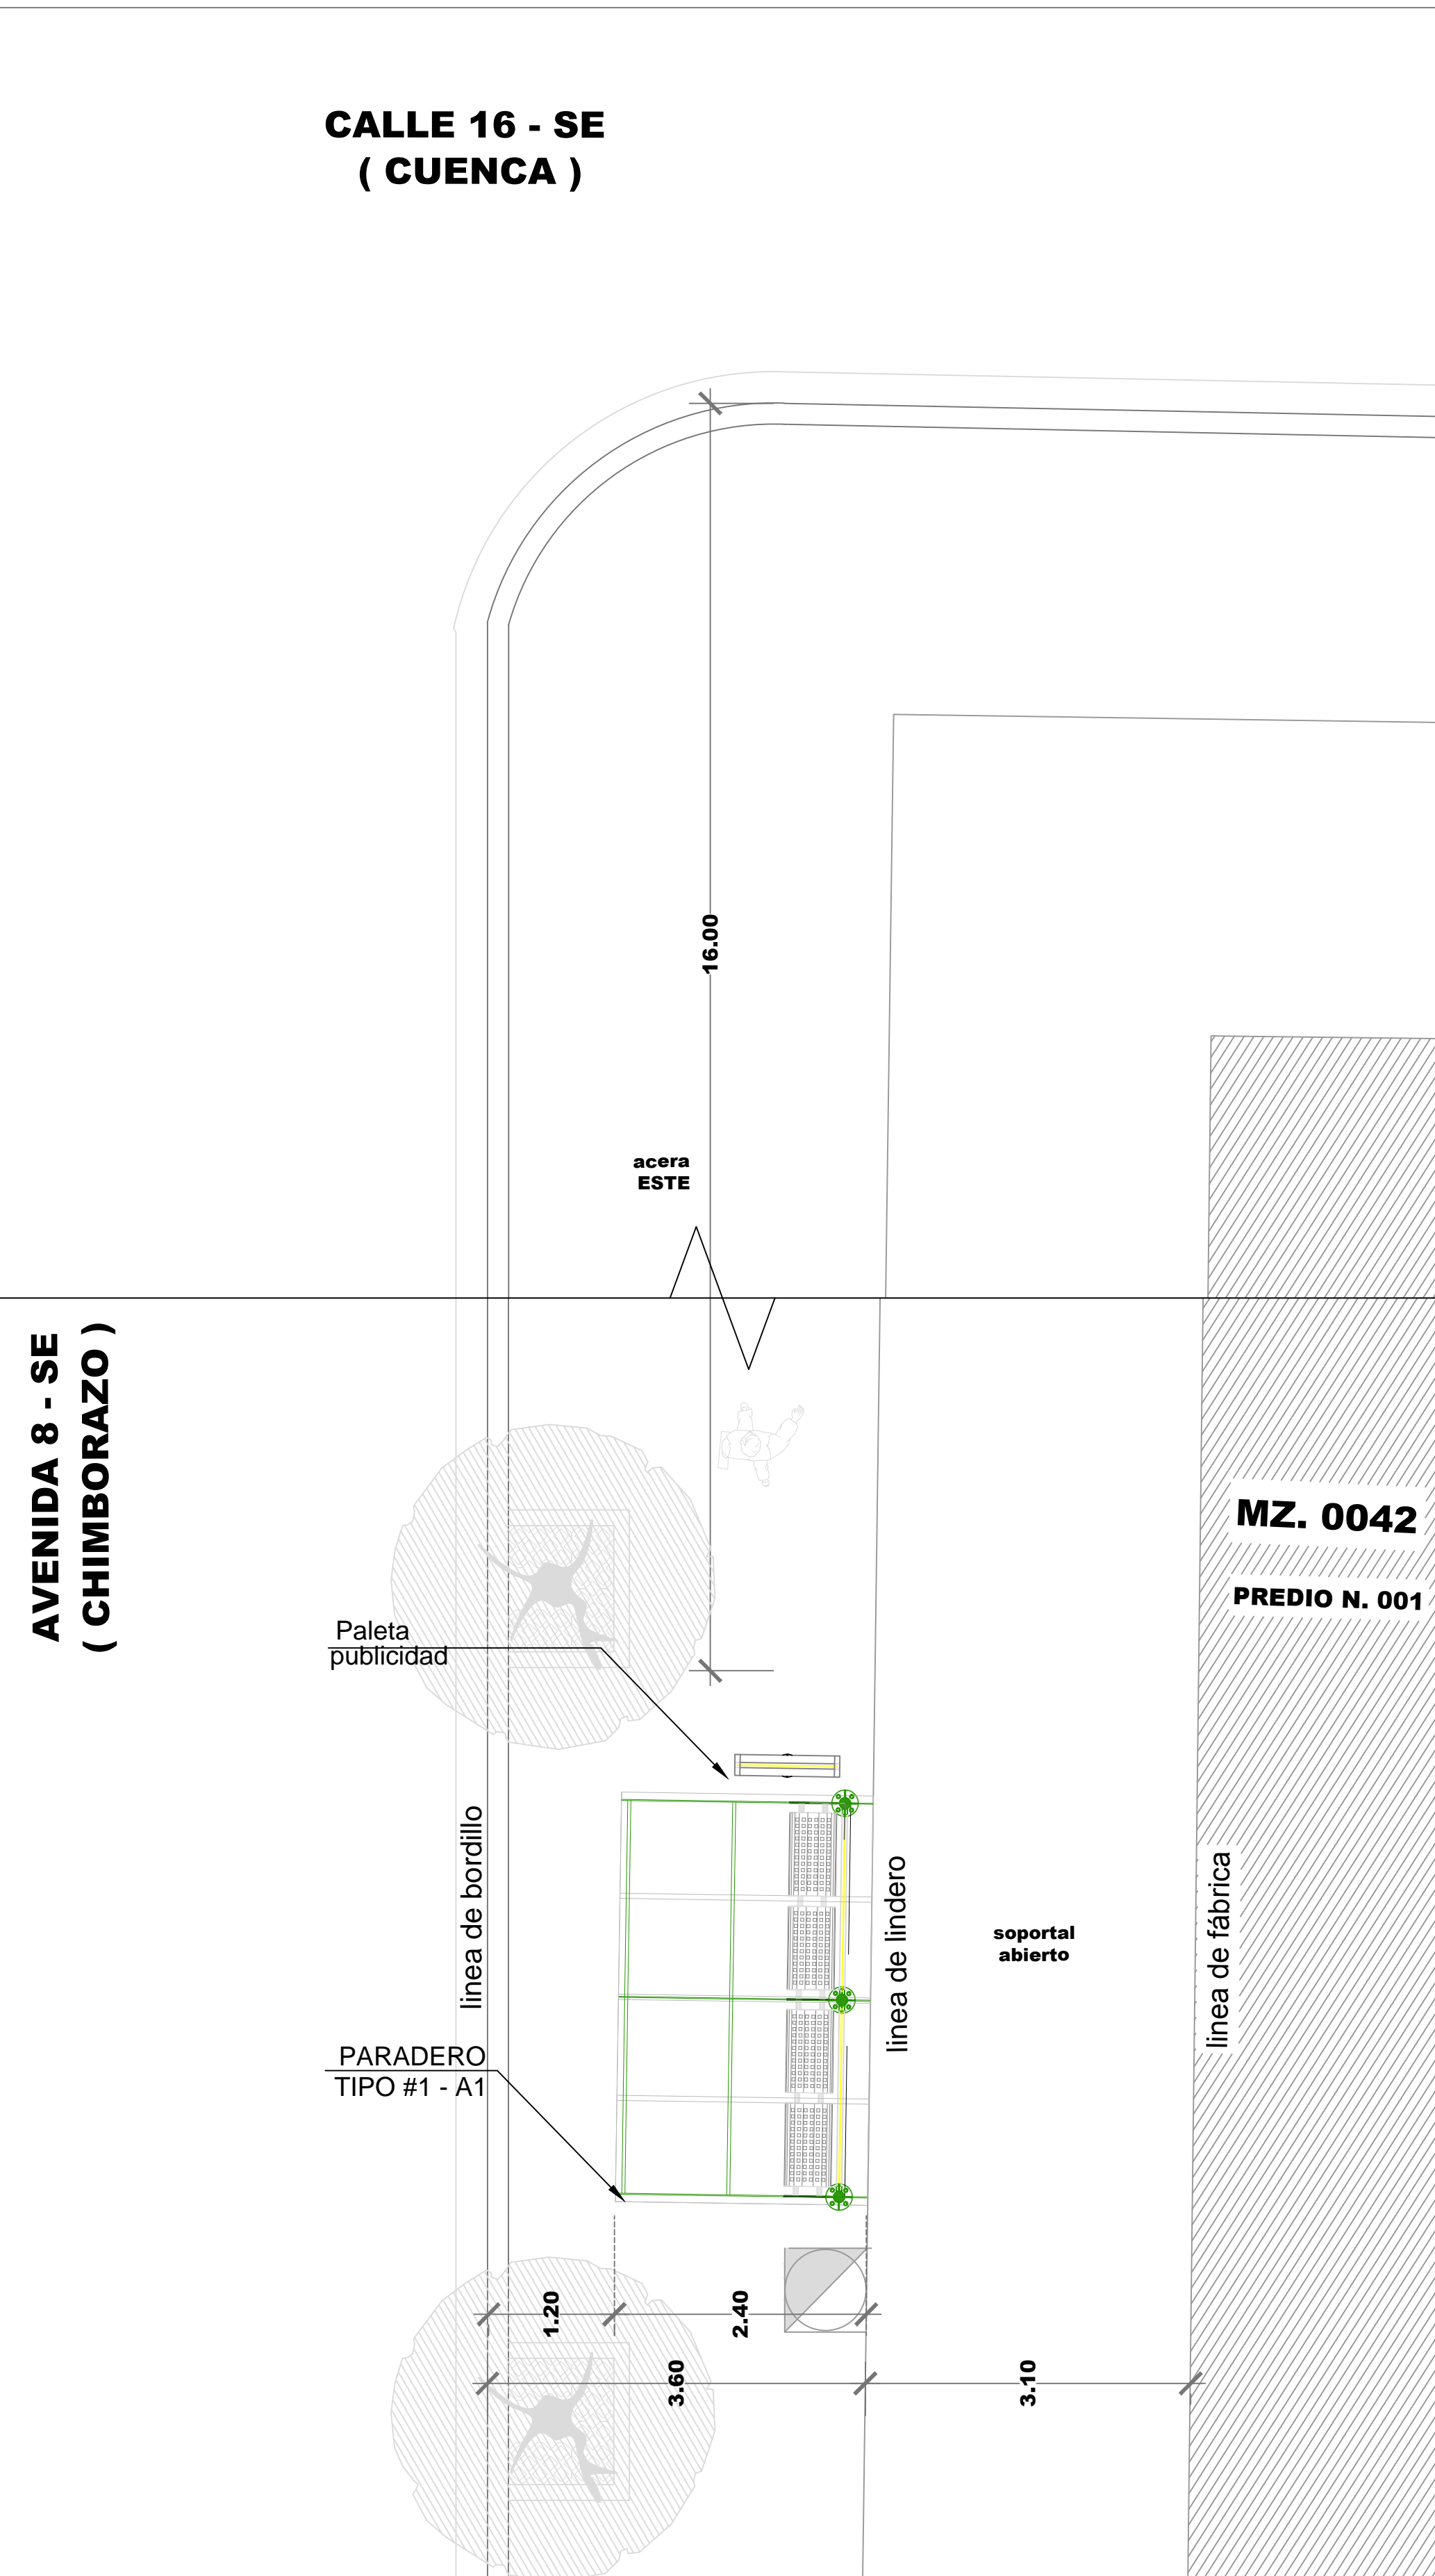 CALLE 16 - SE
( CUENCA )
16.00
acera
ESTE
AVENIDA 8 - SE
( CHIMBORAZO )
MZ. 0042
PREDIO N. 001
Paleta
publicidad
linea de bordillo
linea de lindero
soportal
abierto
linea de fábrica
PARADERO
TIPO #1 - A1
1.20
2.40
3.60
3.10